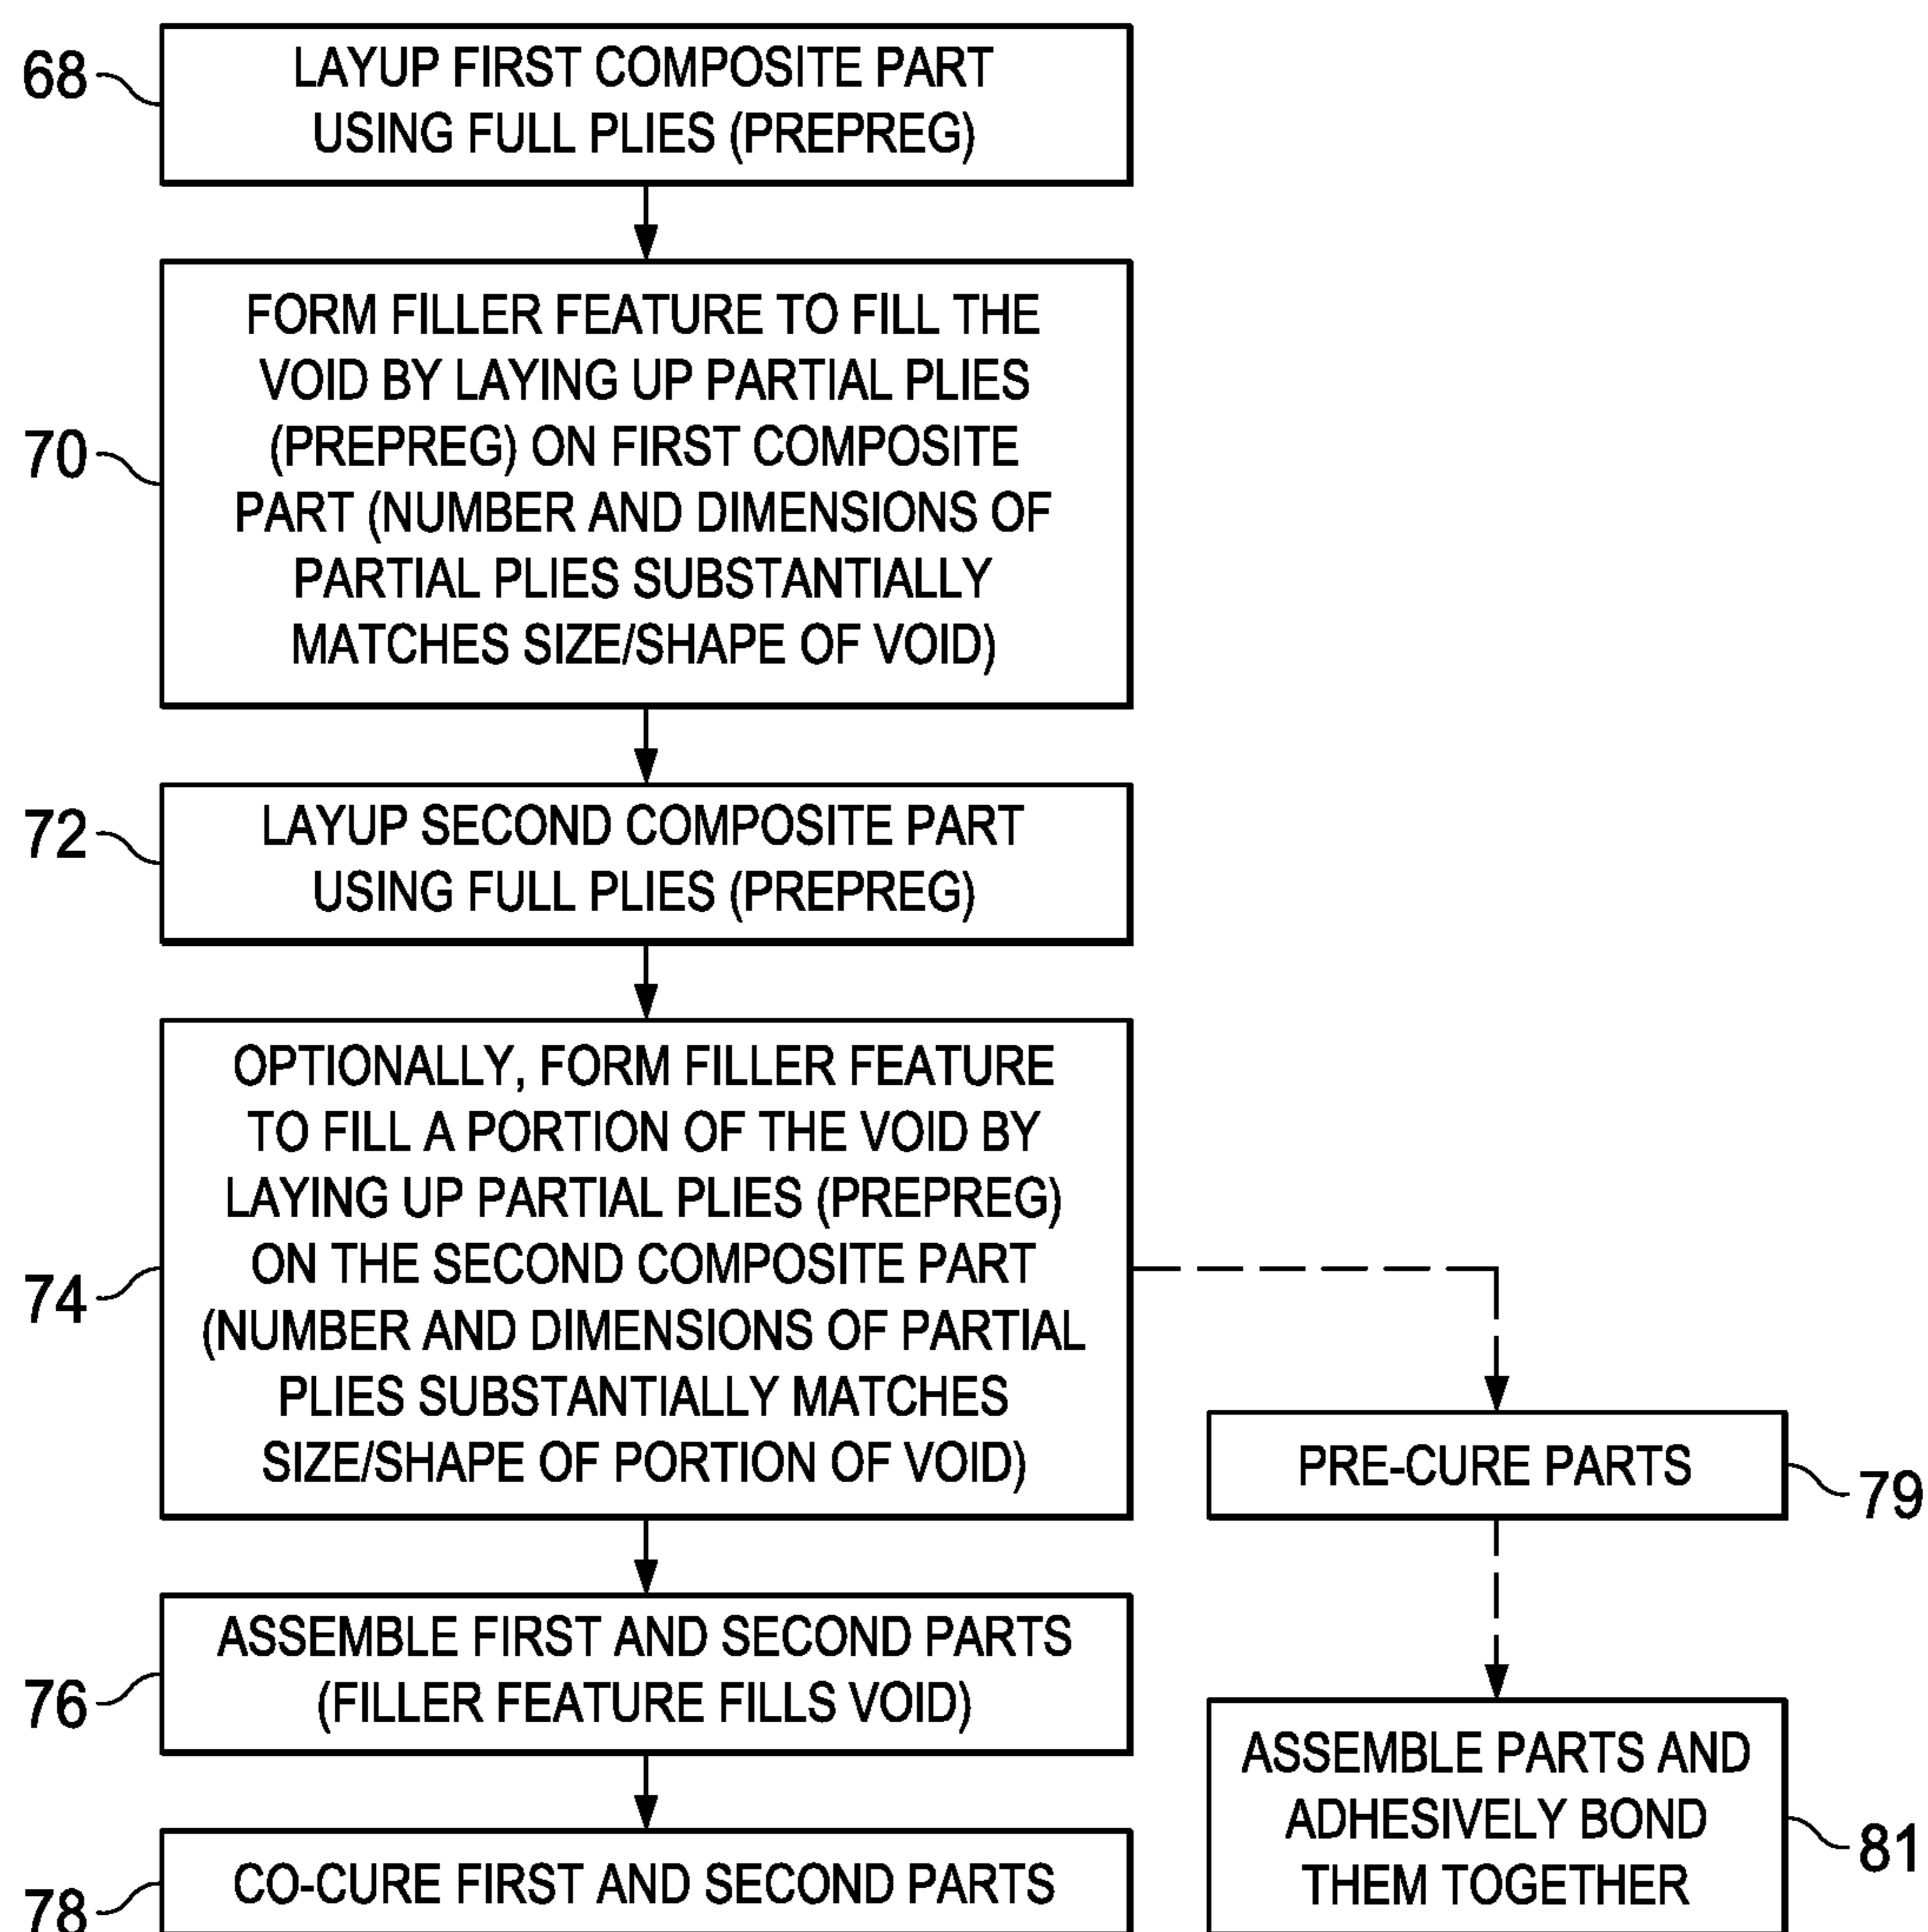 68
LAYUP FIRST COMPOSITE PART
USING FULL PLIES (PREPREG)
70
FORM FILLER FEATURE TO FILL THE
VOID BY LAYING UP PARTIAL PLIES
(PREPREG) ON FIRST COMPOSITE
PART (NUMBER AND DIMENSIONS OF
PARTIAL PLIES SUBSTANTIALLY
MATCHES SIZE/SHAPE OF VOID)
72
LAYUP SECOND COMPOSITE PART
USING FULL PLIES (PREPREG)
74
OPTIONALLY, FORM FILLER FEATURE
TO FILL A PORTION OF THE VOID BY
LAYING UP PARTIAL PLIES (PREPREG)
ON THE SECOND COMPOSITE PART
(NUMBER AND DIMENSIONS OF PARTIAL
PLIES SUBSTANTIALLY MATCHES
SIZE/SHAPE OF PORTION OF VOID)
76
ASSEMBLE FIRST AND SECOND PARTS
(FILLER FEATURE FILLS VOID)
78
CO-CURE FIRST AND SECOND PARTS
PRE-CURE PARTS
79
ASSEMBLE PARTS AND
ADHESIVELY BOND
THEM TOGETHER
81